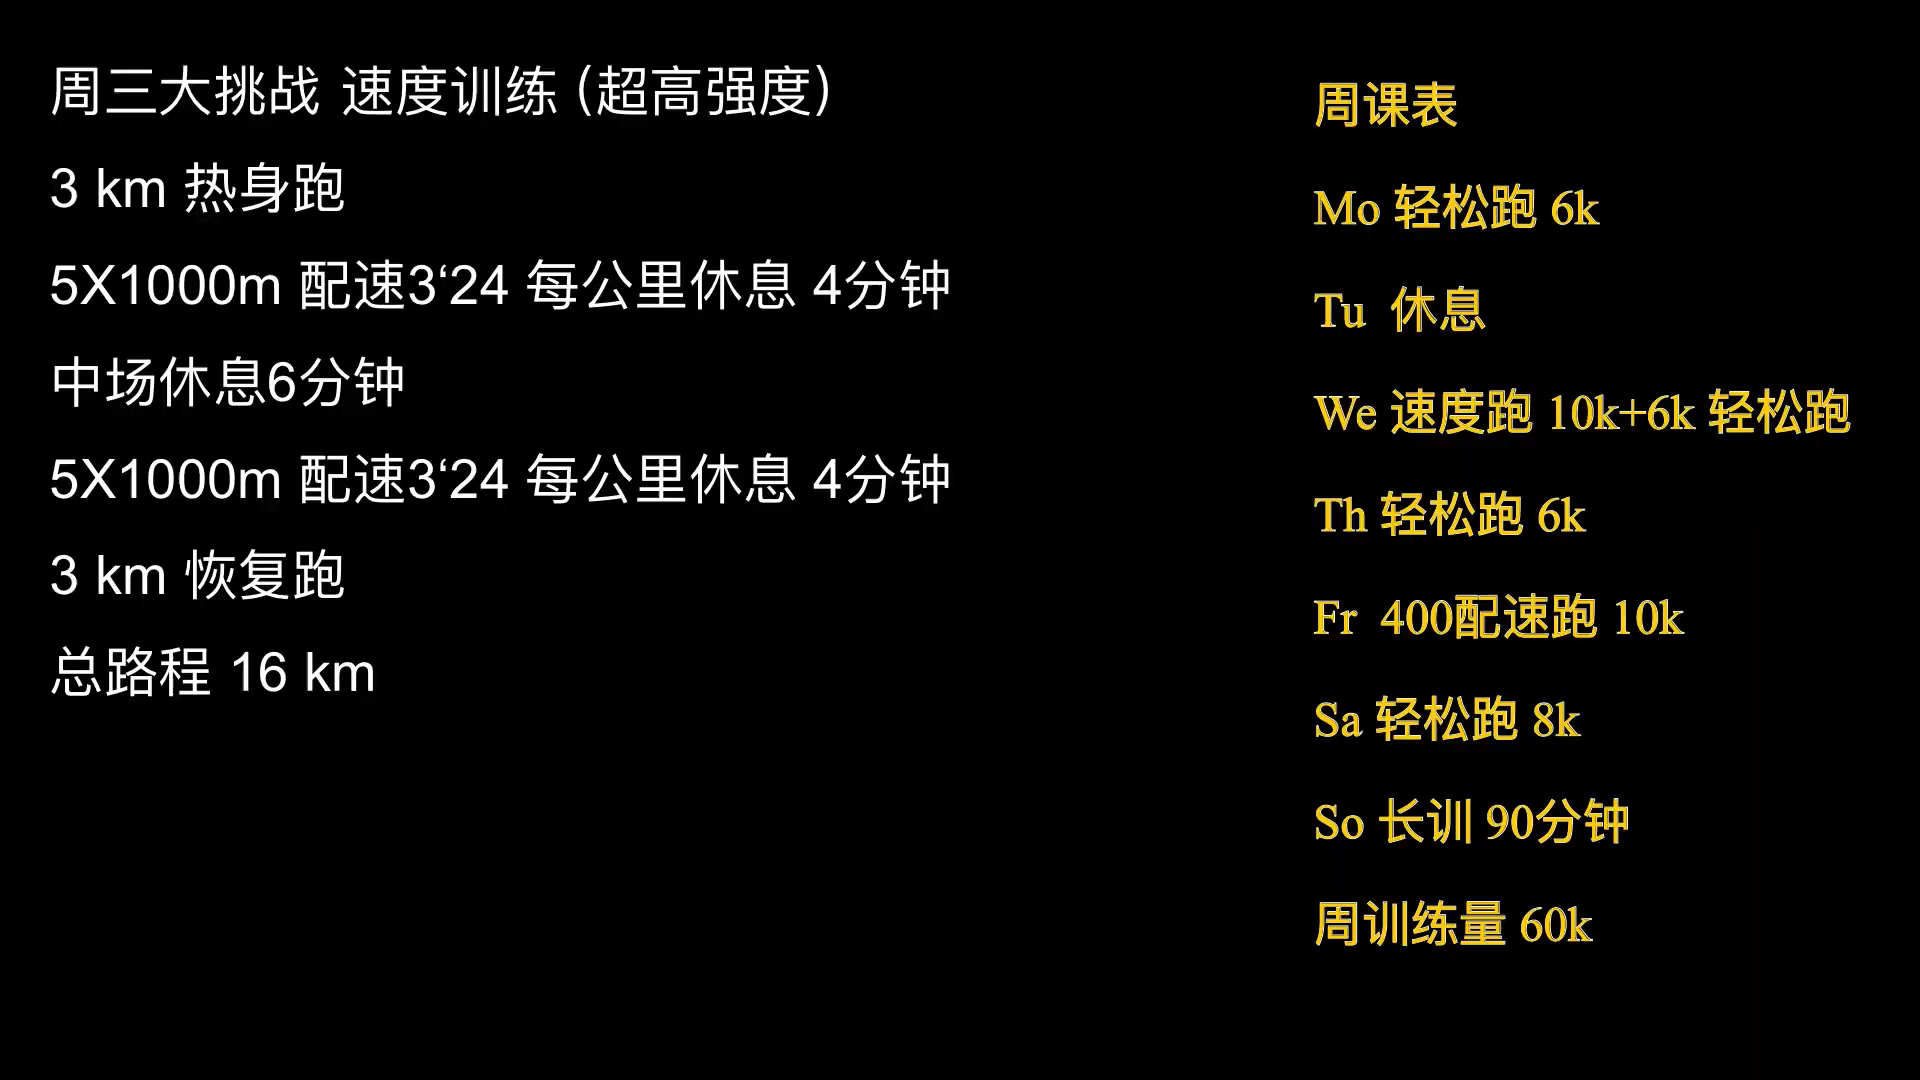 周三大挑战 速度训练（超高强度）
3 km 热身跑
5X1000m 配速3‘24 每公里休息 4分钟
中场休息6分钟
5X1000m 配速3‘24 每公里休息 4分钟
3 km 恢复跑
总路程 16 km
周课表
Mo 轻松跑 6k
Tu 休息
We 速度跑 10k+6k 轻松跑
Th 轻松跑 6k
Fr 400配速跑 10k
Sa 轻松跑 8k
So 长训 90分钟
周训练量 60k